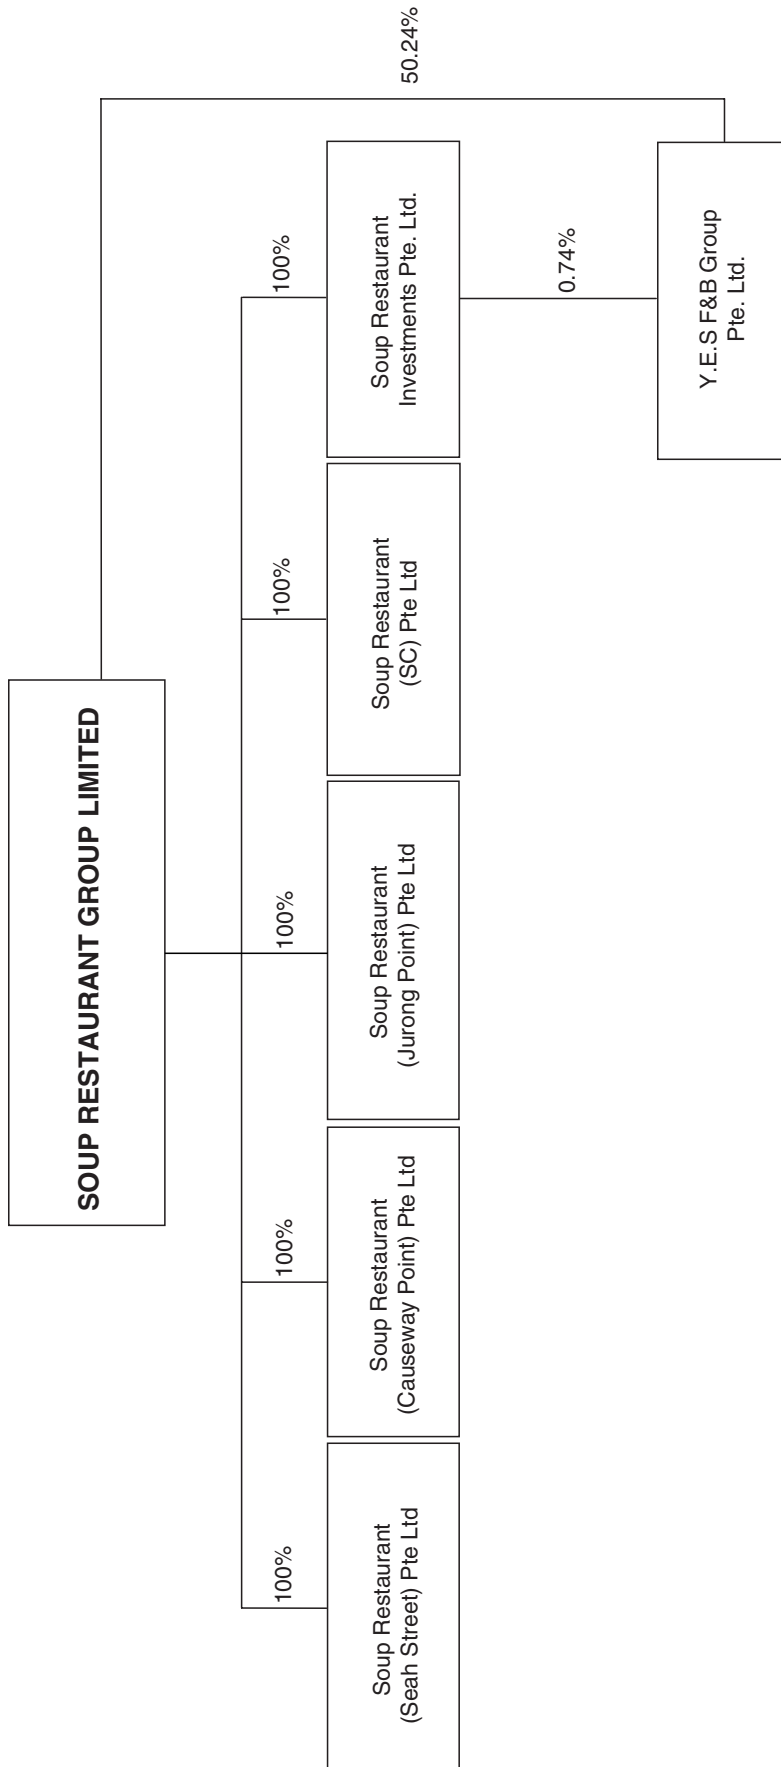 SOUP RESTAURANT GROUP LIMITED
50.24%
100%
100%
100%
100%
100%
Soup Restaurant
(Seah Street) Pte Ltd
Soup Restaurant
(Causeway Point) Pte Ltd
Soup Restaurant
(Jurong Point) Pte Ltd
Soup Restaurant
(SC) Pte Ltd
Soup Restaurant
Investments Pte. Ltd.
0.74%
Y.E.S F&B Group
Pte. Ltd.